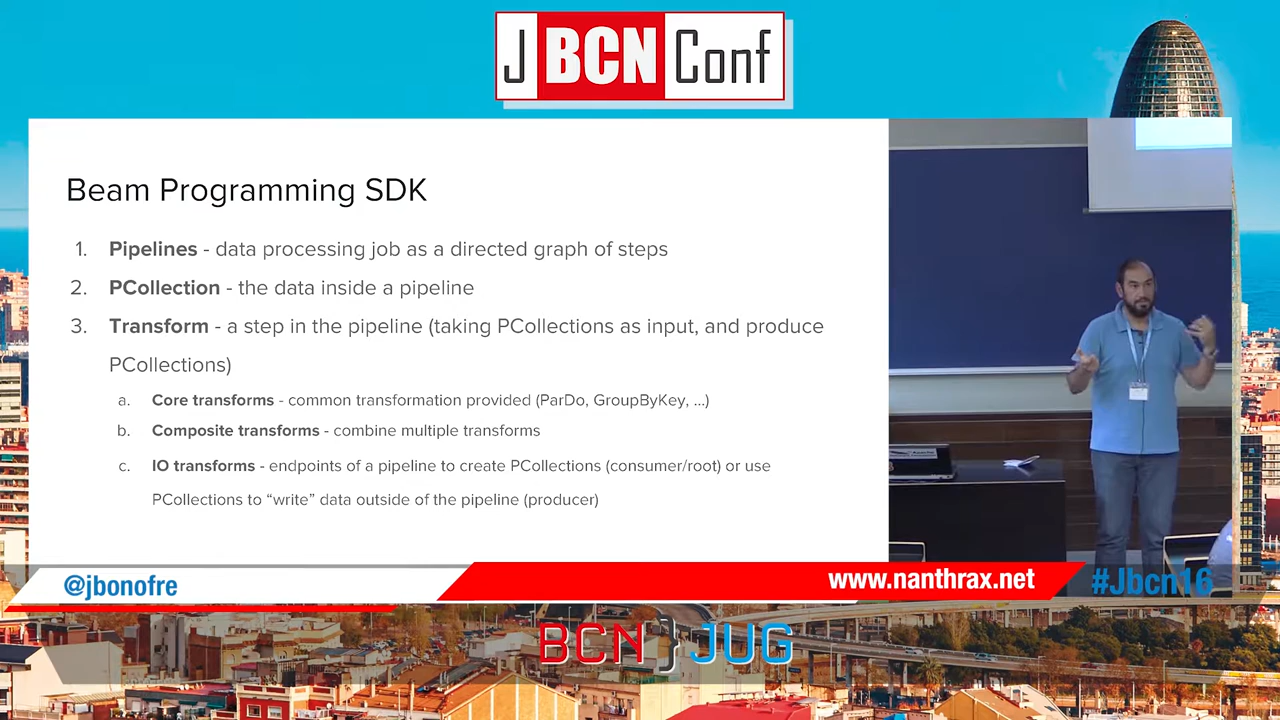 J BCN Conf
Beam Programming SDK
1. Pipelines - data processing job as a directed graph of steps
2. PCollection - the data inside a pipeline
3. Transform - a step in the pipeline (taking PCollections as input, and produce
PCollections)
a. Core transforms - common transformation provided (ParDo, GroupByKey, ...)
b. Composite transforms - combine multiple transforms
c. IO transforms - endpoints of a pipeline to create PCollections (consumer/root) or use
PCollections to “write” data outside of the pipeline (producer)
@jbonofre
www.nanthrax.net
#Jbcn16
BCN JUG